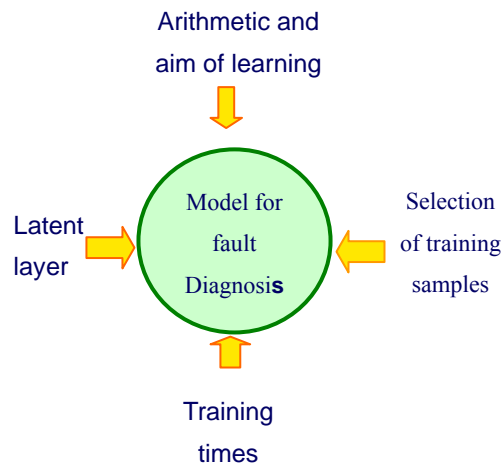 Arithmetic and
aim of learning
Latent
layer
Model for
fault
Diagnosis
Selection
of training
samples
Training
times